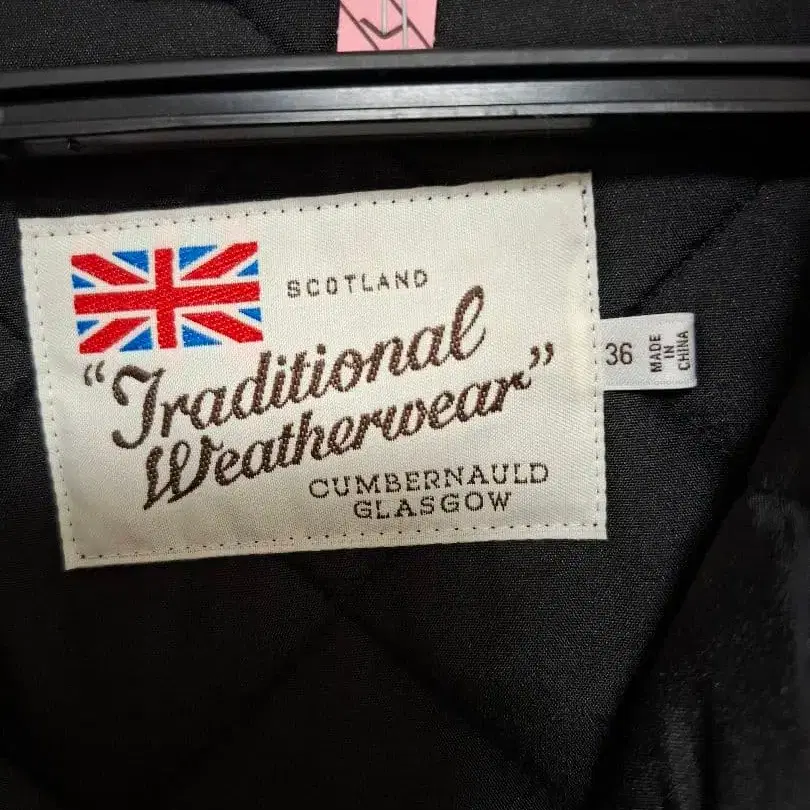 SCOTLAND
“Traditional
Weatherwear”
CUMBERNAULD
GLASGOW
36
MADE
IN
CHINA